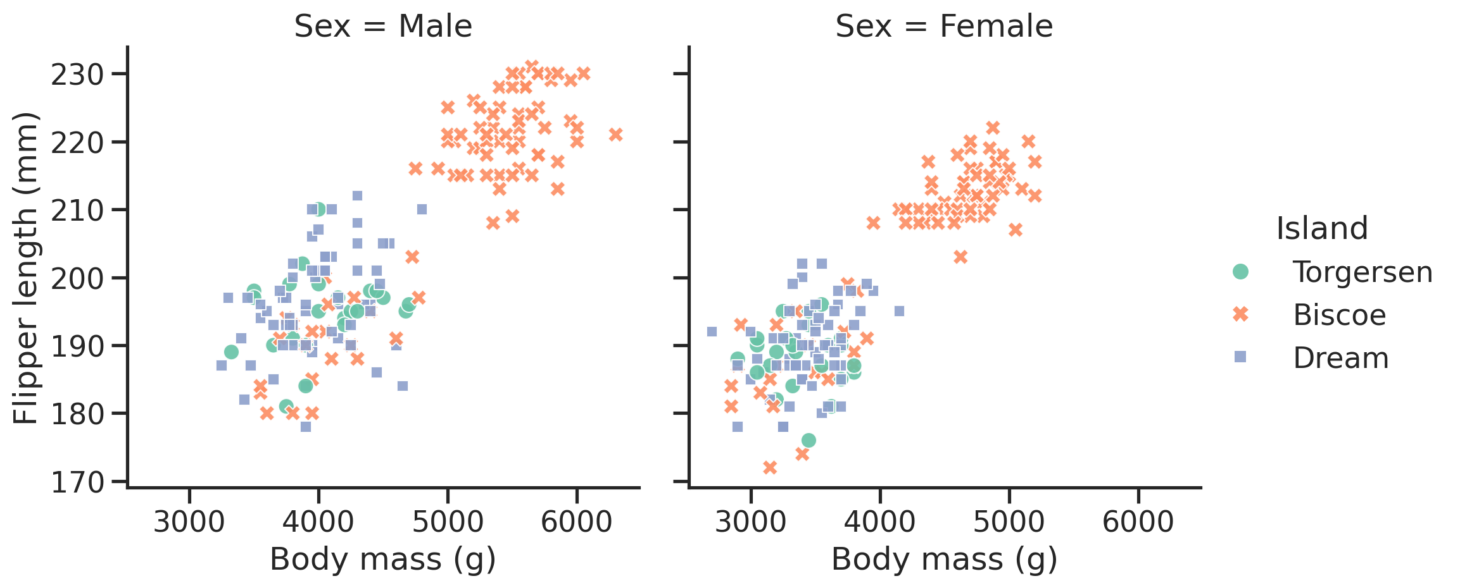 Sex = Male
Sex = Female
Flipper length (mm)
230
220
210
200
190
180
170
3000 4000 5000 6000
3000 4000 5000 6000
Body mass (g)
Body mass (g)
Island
Torgersen
Biscoe
Dream